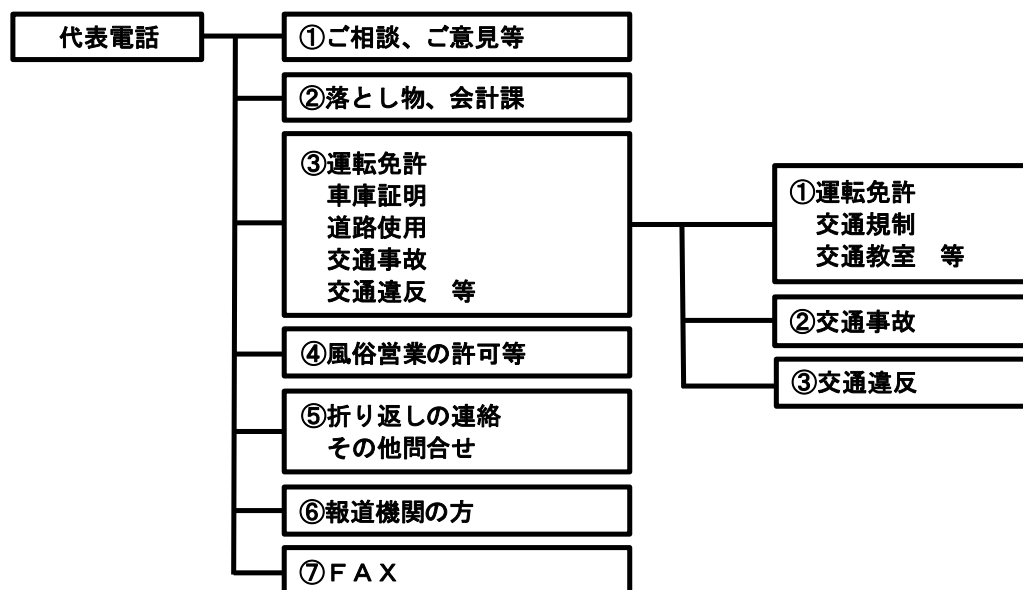 代表電話
①ご相談、ご意見等
②落とし物、会計課
③運転免許
車庫証明
道路使用
交通事故
交通違反　等
④風俗営業の許可等
⑤折り返しの連絡
その他問合せ
⑥報道機関の方
⑦ＦＡＸ
①運転免許
交通規制
交通教室　等
②交通事故
③交通違反